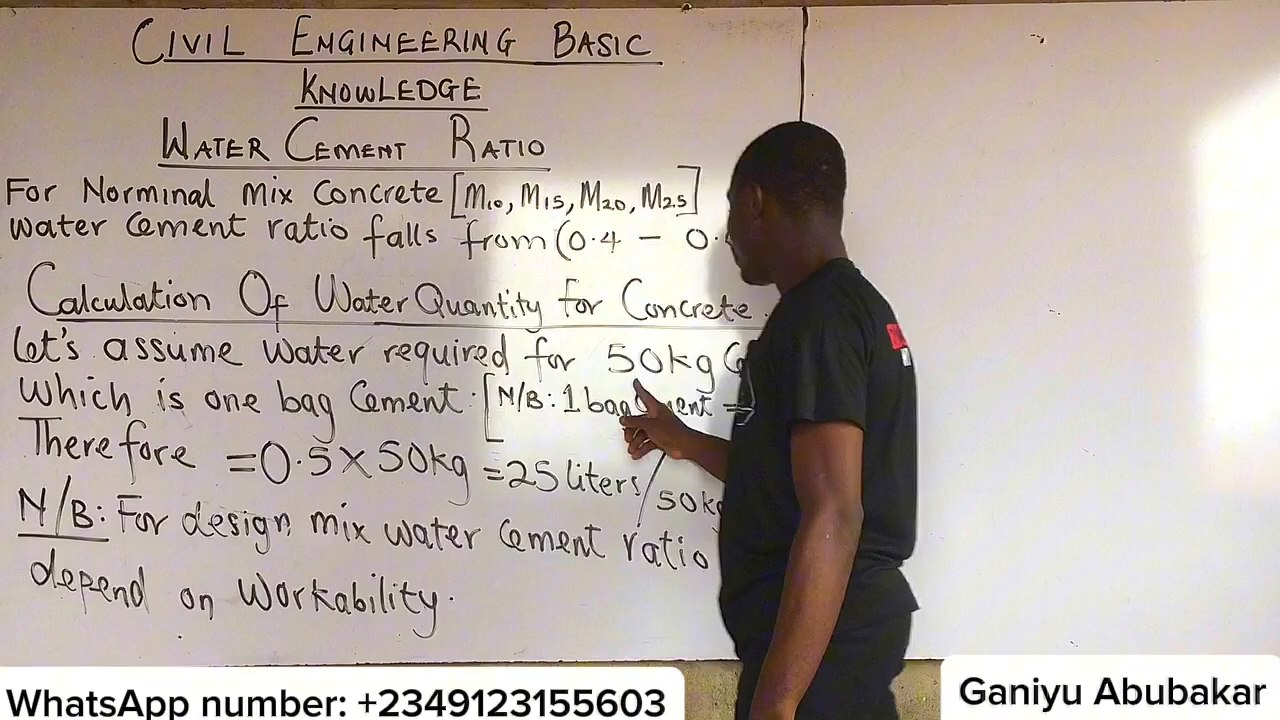 CIVIL ENGINEERING BASIC
KNOWLEDGE
WATER CEMENT RATIO
For Norminal Mix Concrete [M10, M15, M20, M25]
water Cement ratio falls from (0.4 - 0.
Calculation Of Water Quantity for Concrete.
Let's assume water required for 50kg
Which is one bag Cement. [N/B: 1 bag
Therefore = 0.5 x 50kg = 25 liters/50kg
N/B: For design mix water Cement ratio
depend on Workability.
WhatsApp number: +2349123155603
Ganiyu Abubakar